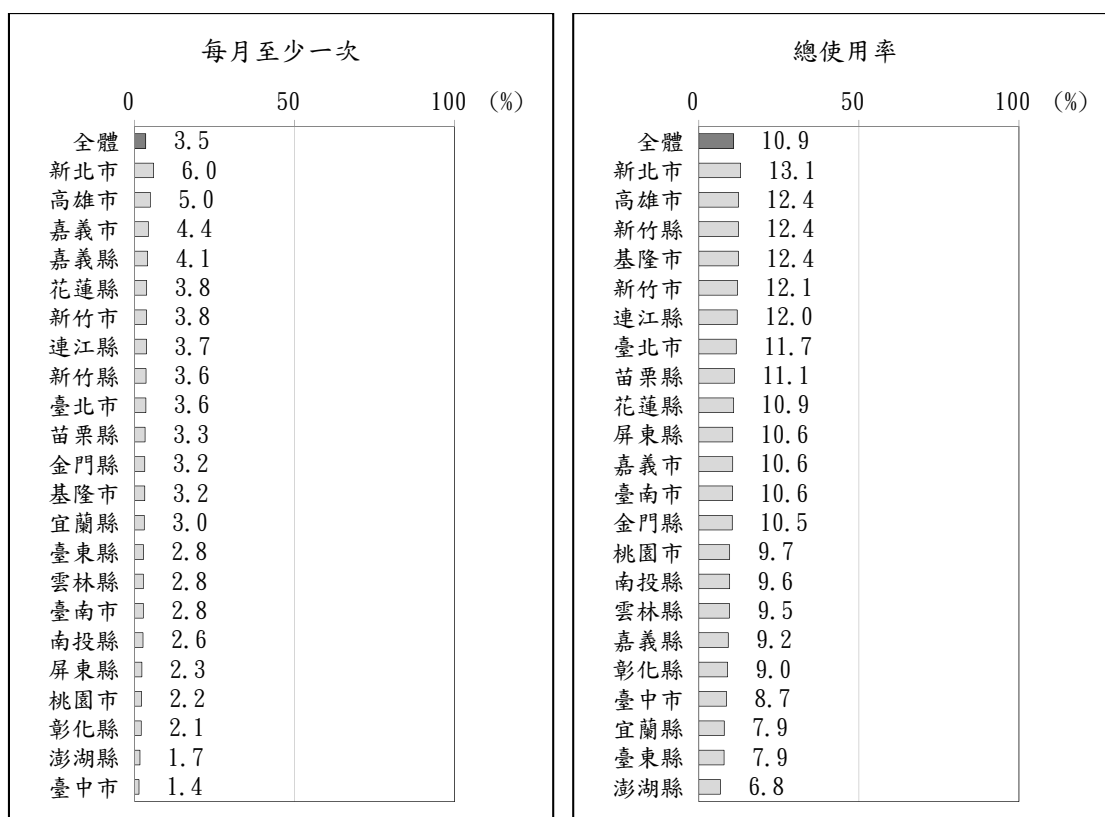 每月至少一次
0 50 100 (%)
全體 3.5
新北市 6.0
高雄市 5.0
嘉義市 4.4
嘉義縣 4.1
花蓮縣 3.8
新竹市 3.8
連江縣 3.7
新竹縣 3.6
臺北市 3.6
苗栗縣 3.3
金門縣 3.2
基隆市 3.2
宜蘭縣 3.0
臺東縣 2.8
雲林縣 2.8
臺南市 2.8
南投縣 2.6
屏東縣 2.3
桃園市 2.2
彰化縣 2.1
澎湖縣 1.7
臺中市 1.4
總使用率
0 50 100 (%)
全體 10.9
新北市 13.1
高雄市 12.4
新竹縣 12.4
基隆市 12.4
新竹市 12.1
連江縣 12.0
臺北市 11.7
苗栗縣 11.1
花蓮縣 10.9
屏東縣 10.6
嘉義市 10.6
臺南市 10.6
金門縣 10.5
桃園市 9.7
南投縣 9.6
雲林縣 9.5
嘉義縣 9.2
彰化縣 9.0
臺中市 8.7
宜蘭縣 7.9
臺東縣 7.9
澎湖縣 6.8